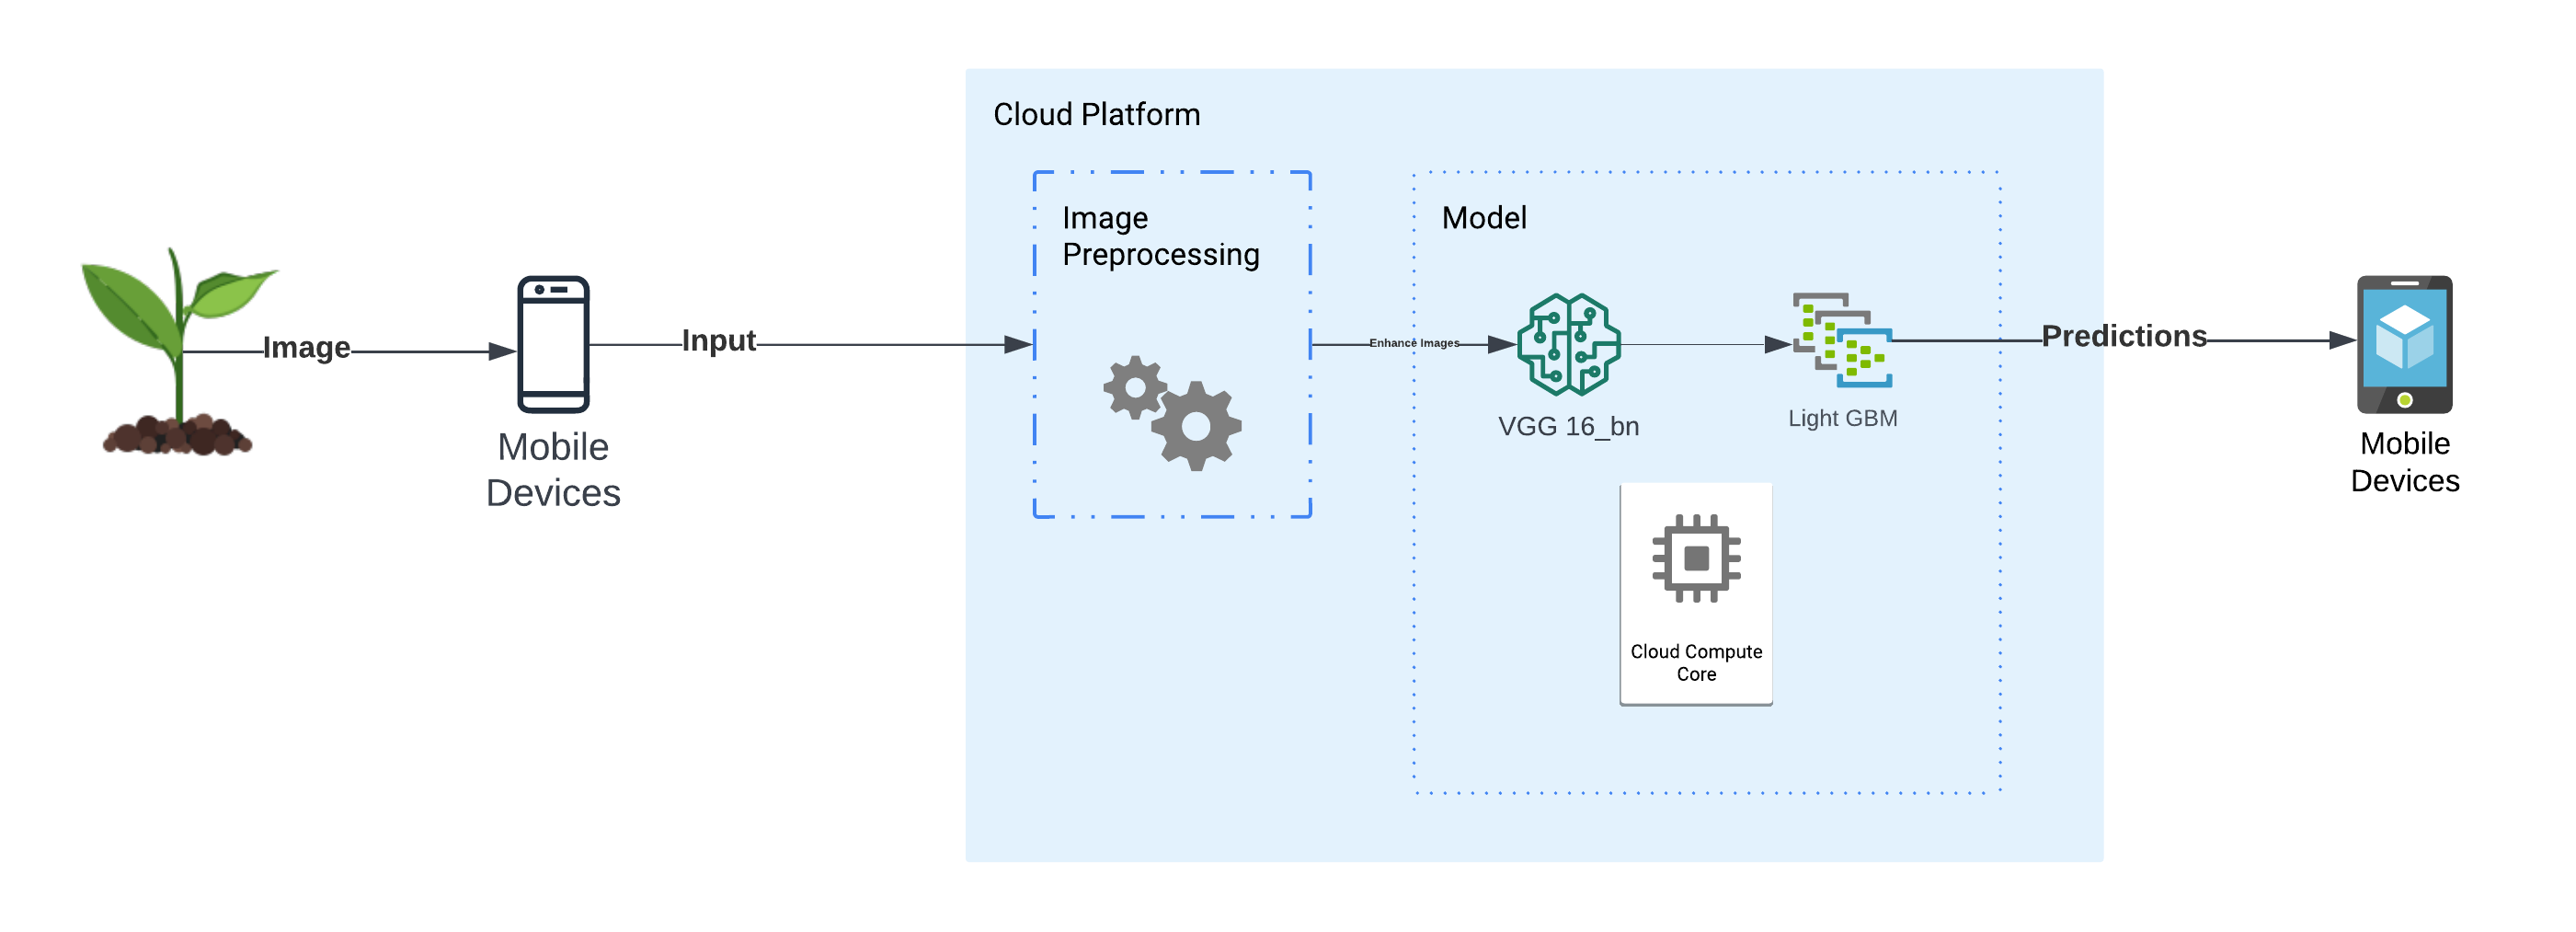 Cloud Platform
Image
Preprocessing
Model
Image
Input
Enhance Images
Predictions
VGG 16_bn
Light GBM
Mobile
Devices
Mobile
Devices
Cloud Compute
Core